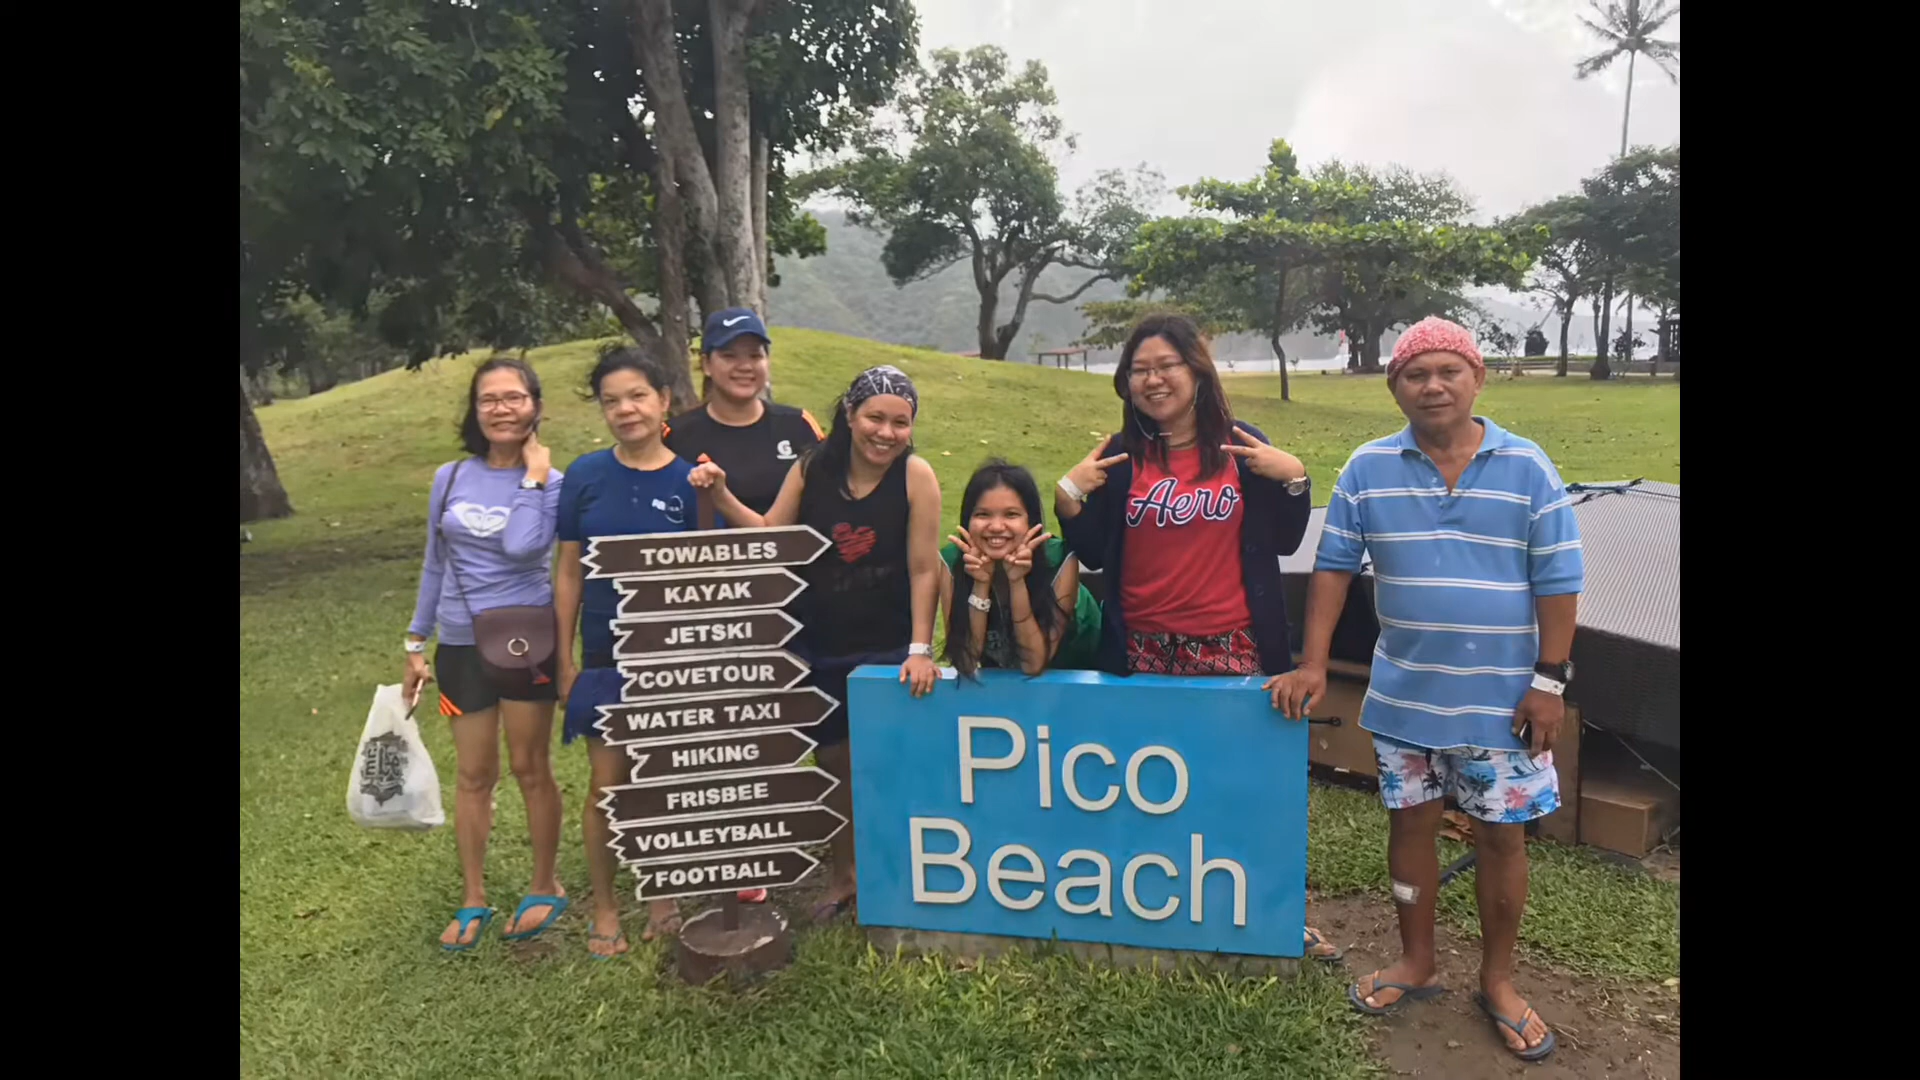 TOWABLES
KAYAK
JETSKI
COVETOUR
WATER TAXI
HIKING
FRISBEE
VOLLEYBALL
FOOTBALL
Pico
Beach
Aero
G